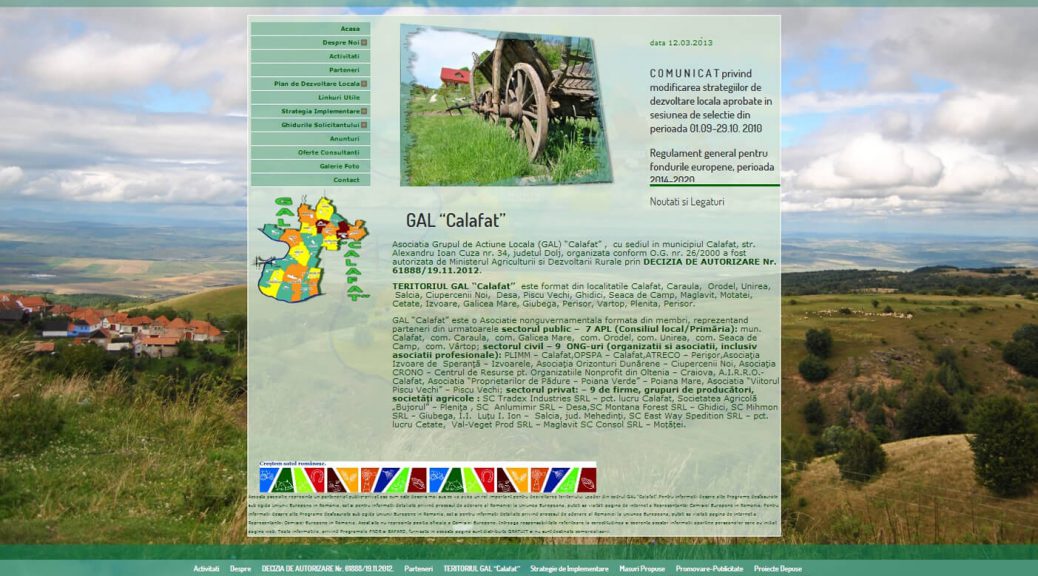 Acasa
Despre Noi
Activitati
Parteneri
Plan de Dezvoltare Locala
Linkuri Utile
Strategia Implementare
Ghidurile Solicitantului
Anunturi
Oferte Consultanti
Galerie Foto
Contact
GAL
CALAFAT
data 12.03.2013
C O M U N I C A T privind
modificarea strategiilor de
dezvoltare locala aprobate in
sesiunea de selectie din
perioada 01.09-29.10. 2010
Regulament general pentru
fondurile europene, perioada
2014-2020
Noutati si Legaturi
GAL “Calafat”
Asociatia Grupul de Actiune Locala (GAL) “Calafat” , cu sediul in municipiul Calafat, str.
Alexandru Ioan Cuza nr. 34, judetul Dolj, organizata conform O.G. nr. 26/2000 a fost
autorizata de Ministerul Agriculturii si Dezvoltarii Rurale prin DECIZIA DE AUTORIZARE Nr.
61888/19.11.2012.
TERITORIUL GAL “Calafat” este format din localitatile Calafat, Caraula, Orodel, Unirea,
Salcia, Ciupercenii Noi, Desa, Piscu Vechi, Ghidici, Seaca de Camp, Maglavit, Motatei,
Cetate, Izvoare, Galicea Mare, Giubega, Perisor, Vartop, Plenita, Perisor.
GAL “Calafat” este o Asociatie nonguvernamentala formata din membri, reprezentand
parteneri din urmatoarele sectorul public – 7 APL (Consiliul local/Primăria): mun.
Calafat, com. Caraula, com. Galicea Mare, com. Orodel, com. Unirea, com. Seaca de
Camp, com. Vârtop; sectorul civil – 9 ONG-uri (organizatii si asociatii, inclusiv
asociatii profesionale): PLIMM – Calafat,OPSPA – Calafat,ATRECO – Perişor,Asociaţia
Izvoare de Speranţă – Izvoarele, Asociaţia Orizonturi Dunărene – Ciupercenii Noi, Asociaţia
CRONO – Centrul de Resurse pt. Organizatiile Nonprofit din Oltenia – Craiova, A.I.R.R.O.-
Calafat, Asociatia “Proprietarilor de Pădure – Poiana Verde” – Poiana Mare, Asociatia “Viitorul
Piscu Vechi” – Piscu Vechi; sectorul privat: – 9 de firme, grupuri de producători,
societăţi agricole : SC Tradex Industries SRL – pct. lucru Calafat, Societatea Agricolă
„Bujorul” – Pleniţa , SC Anlumimir SRL – Desa,SC Montana Forest SRL – Ghidici, SC Mihmon
SRL – Giubega, I.I. Luţu I. Ion – Salcia, jud. Mehedinţi, SC East Way Spedition SRL – pct.
lucru Cetate, Val-Veget Prod SRL – Maglavit SC Consol SRL – Moţăţei.
Creştem satul românesc.
Activitati Despre DECIZIA DE AUTORIZARE Nr. 61888/19.11.2012. Parteneri TERITORIUL GAL “Calafat” Strategie de Implementare Masuri Propuse Promovare-Publicitate Proiecte Depuse